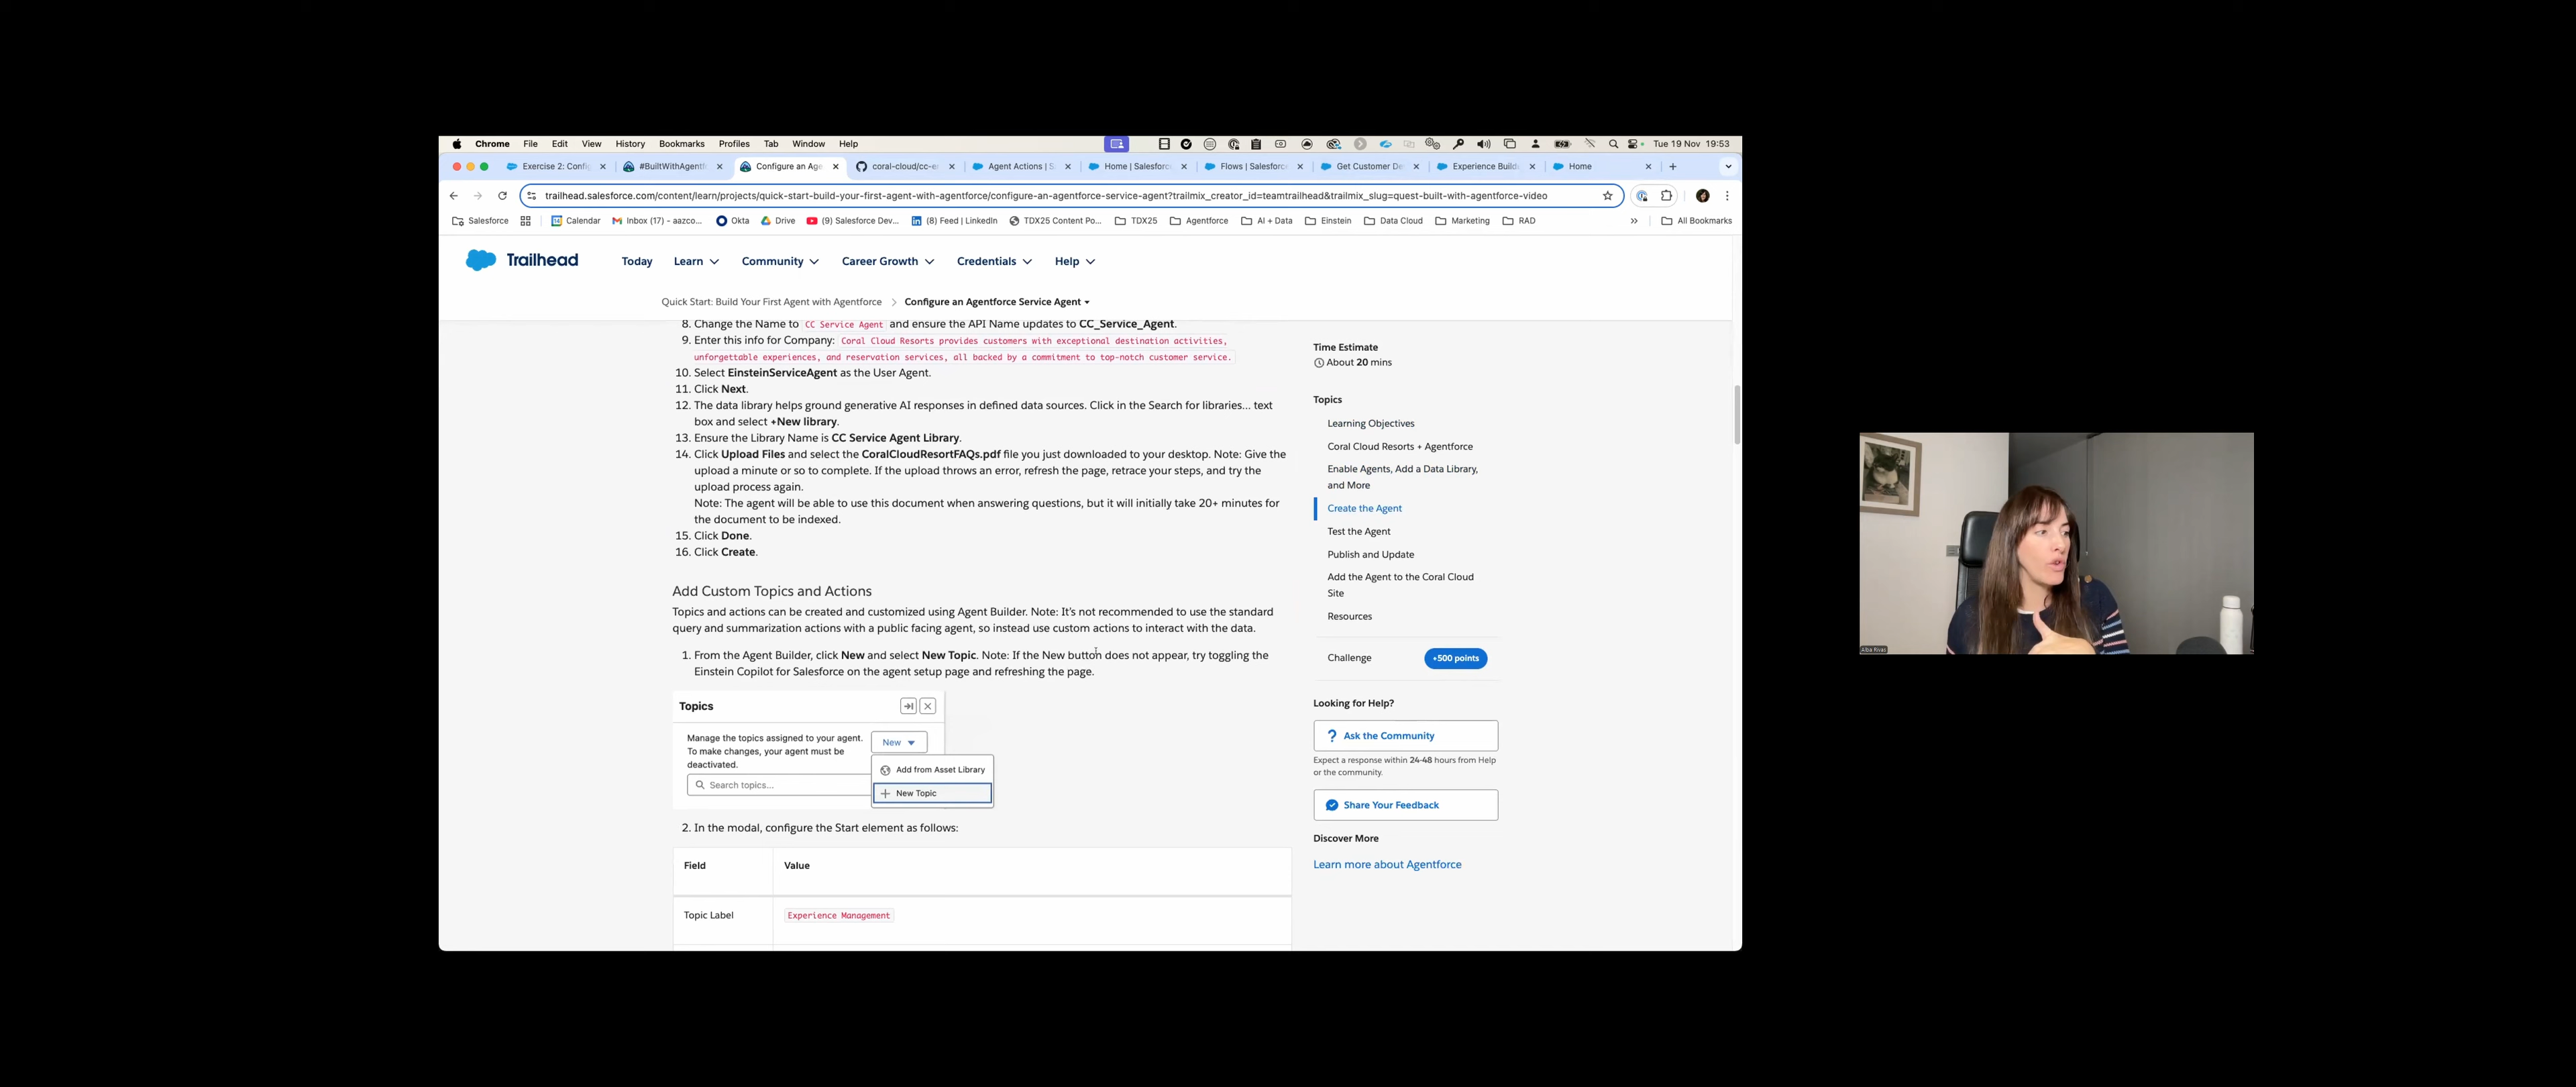 Chrome File Edit View History Bookmarks Profiles Tab Window Help Tue 19 Nov 19:53
Exercise 2: Config #BuiltWithAgentf Configure an Age coral-cloud/cc-e Agent Actions | S Home | Salesforc Flows | Salesforc Get Customer De Experience Build Home
trailhead.salesforce.com/content/learn/projects/quick-start-build-your-first-agent-with-agentforce/configure-an-agentforce-service-agent?trailmix_creator_id=teamtrailhead&trailmix_slug=quest-built-with-agentforce-video
Salesforce Calendar Inbox (17) - aazco... Okta Drive (9) Salesforce Dev... (8) Feed | LinkedIn TDX25 Content Po... TDX25 Agentforce AI + Data Einstein Data Cloud Marketing RAD » All Bookmarks
Trailhead Today Learn Community Career Growth Credentials Help
Quick Start: Build Your First Agent with Agentforce > Configure an Agentforce Service Agent
8. Change the Name to CC Service Agent and ensure the API Name updates to CC_Service_Agent.
9. Enter this info for Company: Coral Cloud Resorts provides customers with exceptional destination activities,
unforgettable experiences, and reservation services, all backed by a commitment to top-notch customer service.
10. Select EinsteinServiceAgent as the User Agent.
11. Click Next.
12. The data library helps ground generative AI responses in defined data sources. Click in the Search for libraries... text
box and select +New library.
13. Ensure the Library Name is CC Service Agent Library.
14. Click Upload Files and select the CoralCloudResortFAQs.pdf file you just downloaded to your desktop. Note: Give the
upload a minute or so to complete. If the upload throws an error, refresh the page, retrace your steps, and try the
upload process again.
Note: The agent will be able to use this document when answering questions, but it will initially take 20+ minutes for
the document to be indexed.
15. Click Done.
16. Click Create.
Add Custom Topics and Actions
Topics and actions can be created and customized using Agent Builder. Note: It's not recommended to use the standard
query and summarization actions with a public facing agent, so instead use custom actions to interact with the data.
1. From the Agent Builder, click New and select New Topic. Note: If the New button does not appear, try toggling the
Einstein Copilot for Salesforce on the agent setup page and refreshing the page.
Topics
Manage the topics assigned to your agent.
To make changes, your agent must be
deactivated.
New
Search topics...
Add from Asset Library
New Topic
2. In the modal, configure the Start element as follows:
Field Value
Topic Label Experience Management
Time Estimate
About 20 mins
Topics
Learning Objectives
Coral Cloud Resorts + Agentforce
Enable Agents, Add a Data Library,
and More
Create the Agent
Test the Agent
Publish and Update
Add the Agent to the Coral Cloud
Site
Resources
Challenge +500 points
Looking for Help?
Ask the Community
Expect a response within 24-48 hours from Help
or the community.
Share Your Feedback
Discover More
Learn more about Agentforce
Alba Rivas